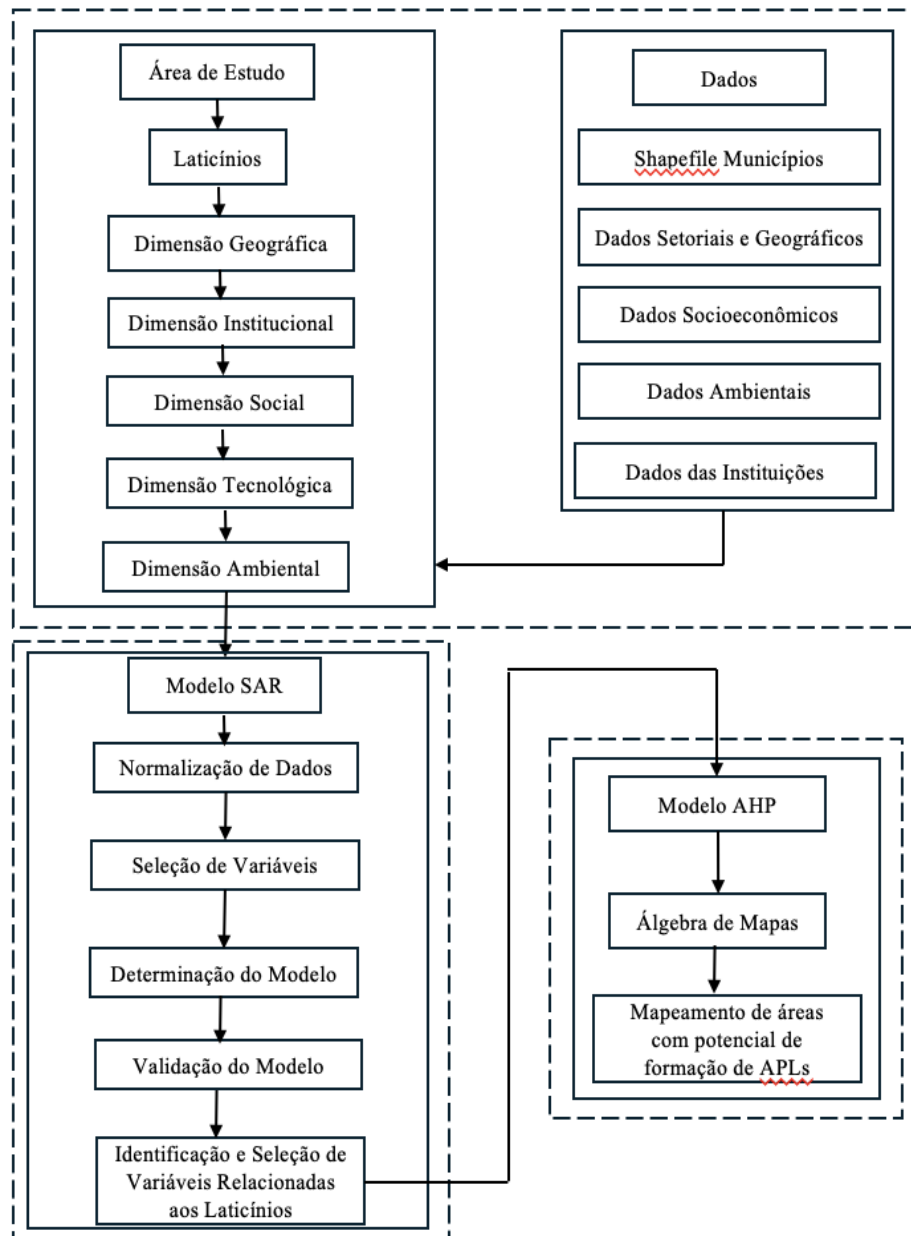 Área de Estudo
Laticínios
Dimensão Geográfica
Dimensão Institucional
Dimensão Social
Dimensão Tecnológica
Dimensão Ambiental
Dados
Shapefile Municípios
Dados Setoriais e Geográficos
Dados Socioeconômicos
Dados Ambientais
Dados das Instituições
Modelo SAR
Normalização de Dados
Seleção de Variáveis
Determinação do Modelo
Validação do Modelo
Identificação e Seleção de
Variáveis Relacionadas
aos Laticínios
Modelo AHP
Álgebra de Mapas
Mapeamento de áreas
com potencial de
formação de APLs